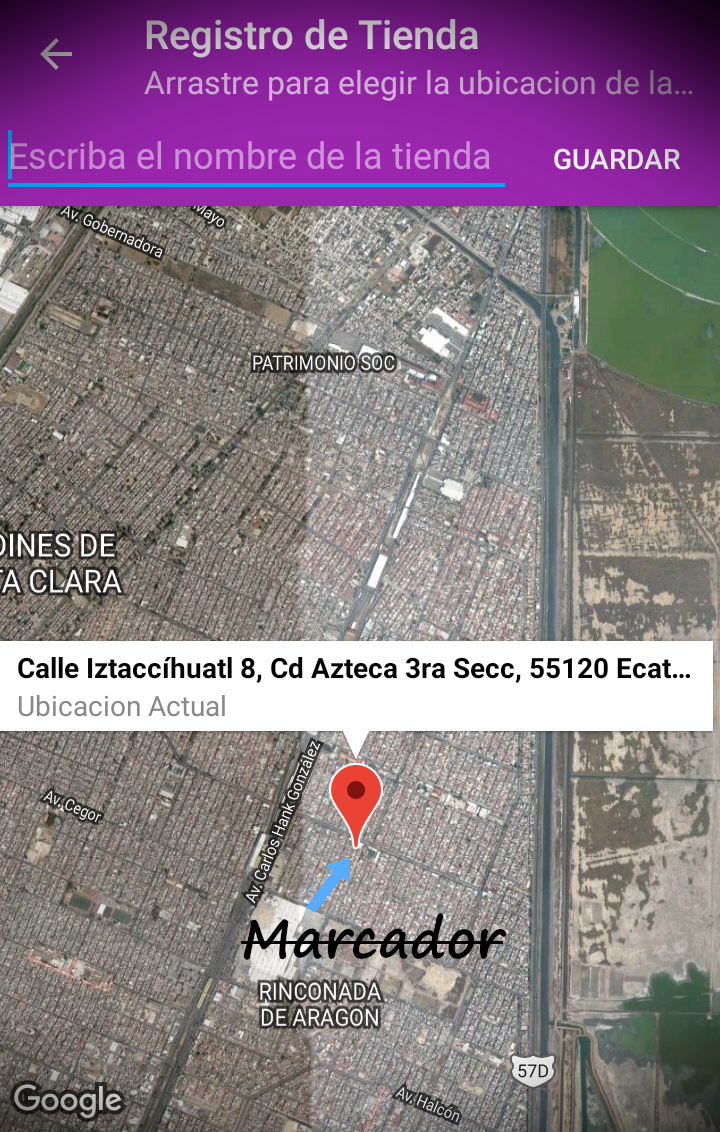 Registro de Tienda
Arrastre para elegir la ubicacion de la...
Escriba el nombre de la tienda
GUARDAR
Mayo
Av. Gobernadora
PATRIMONIO SOC
DINES DE
TA CLARA
Calle Iztaccíhuatl 8, Cd Azteca 3ra Secc, 55120 Ecat...
Ubicacion Actual
Av. Carlos Hank González
Av. Cegor
Marcador
RINCONADA
DE ARAGON
57D
Av. Halcón
Google